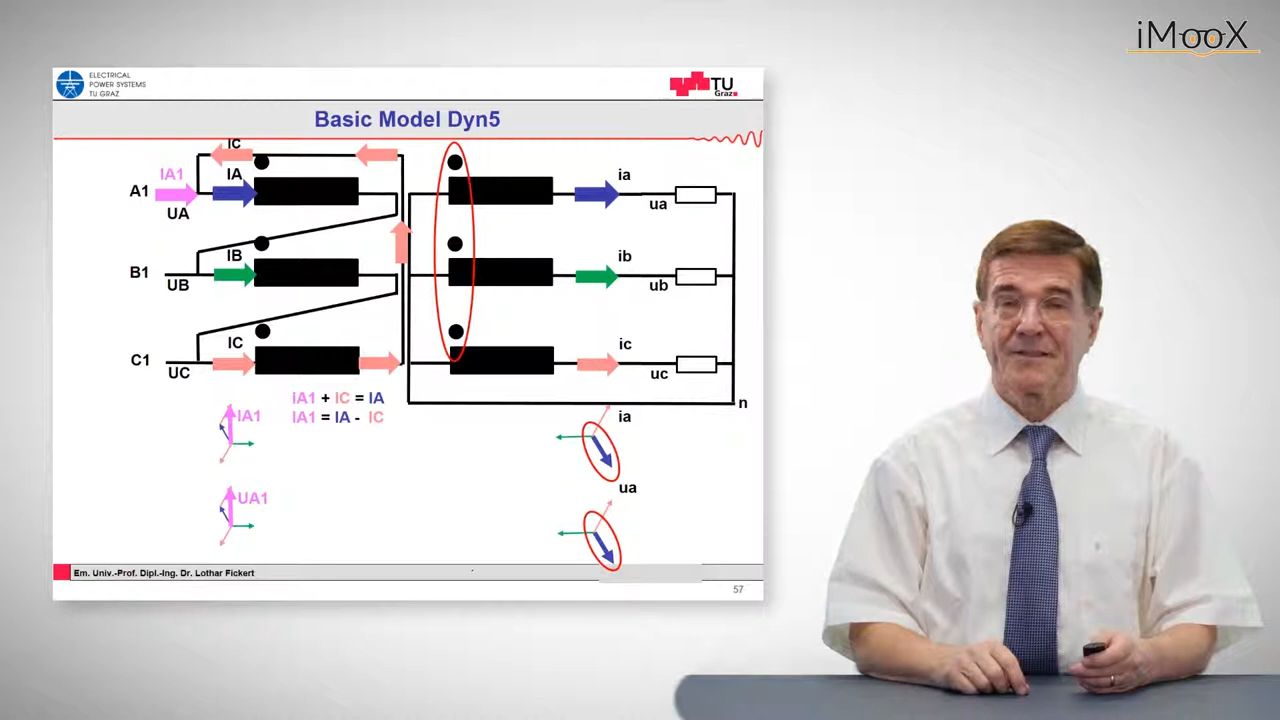 iMooX
ELECTRICAL
POWER SYSTEMS
TU GRAZ
TU
Graz
Basic Model Dyn5
IC
IA1
IA
A1
UA
ia
ua
IB
B1
UB
ib
ub
IC
C1
UC
ic
uc
n
IA1 + IC = IA
IA1 = IA - IC
IA1
ia
UA1
ua
Em. Univ.-Prof. Dipl.-Ing. Dr. Lothar Fickert
57